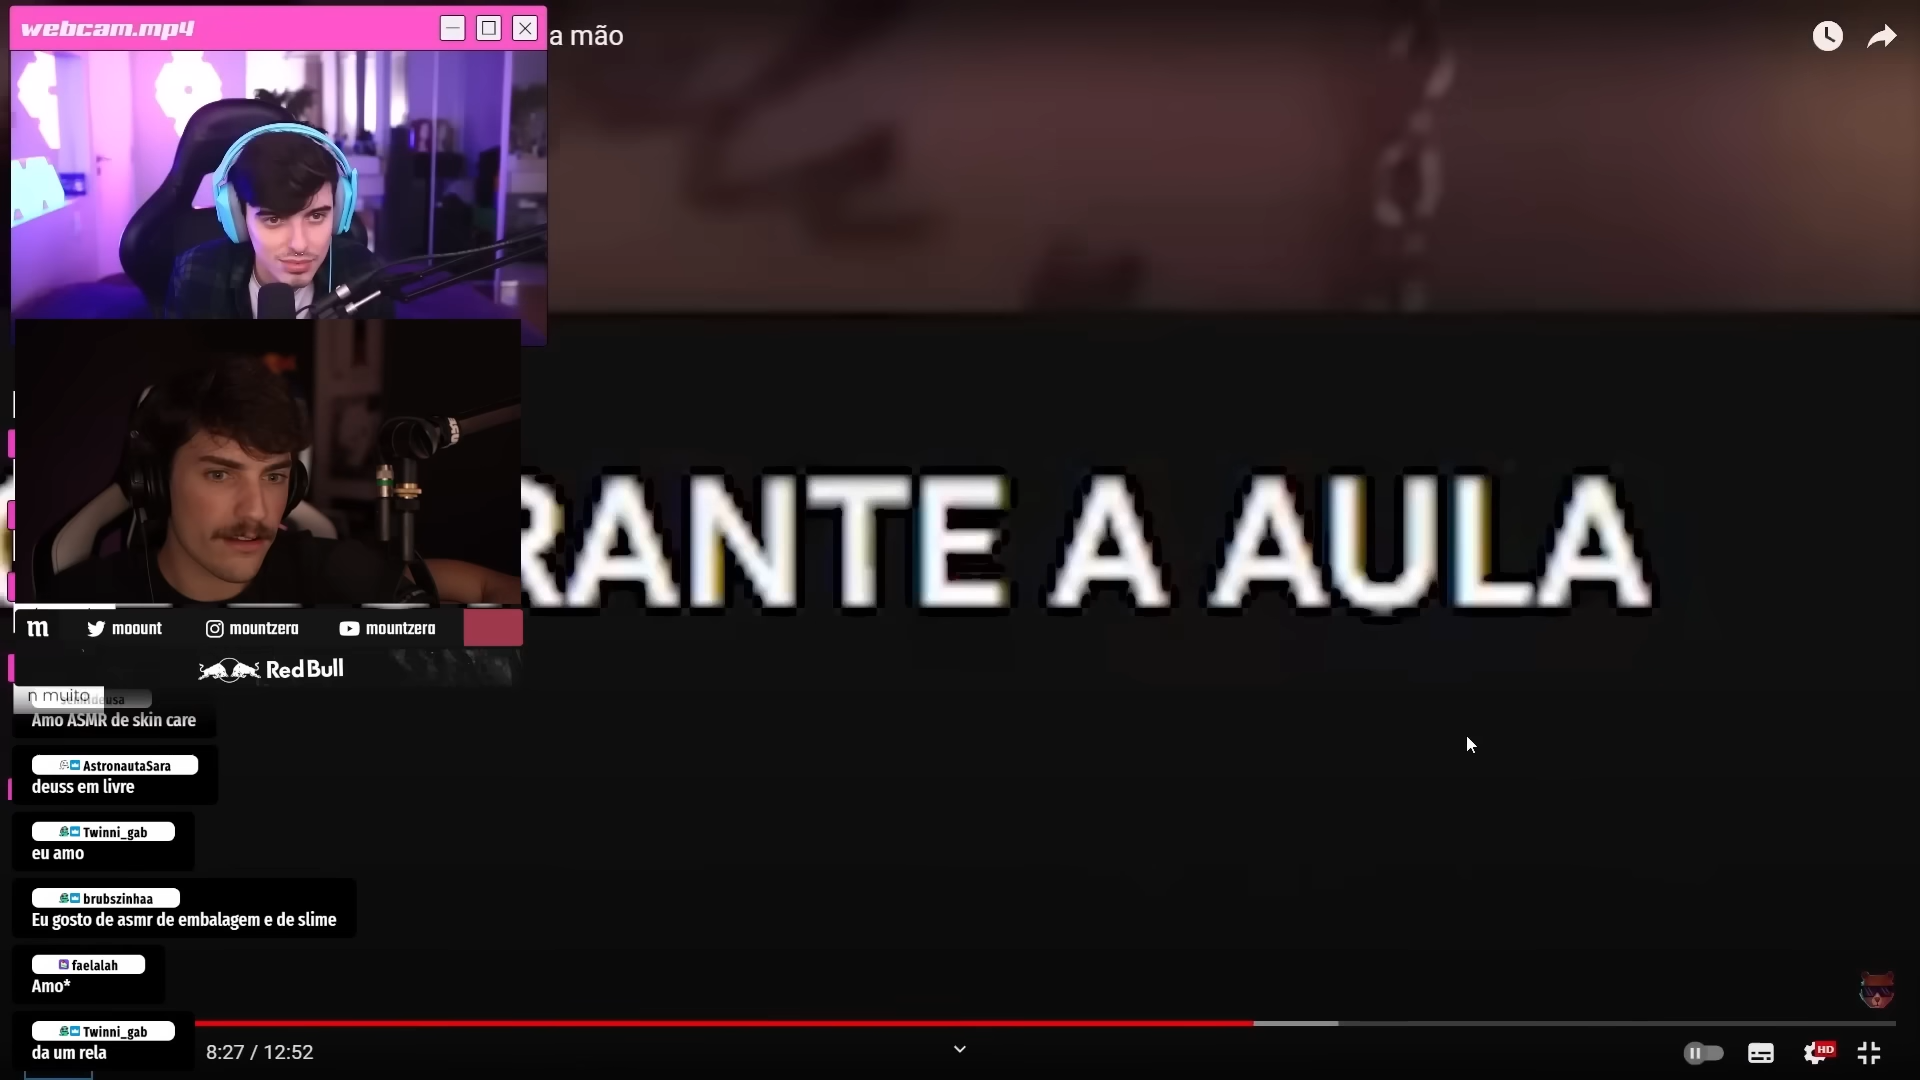 webcam.mp4
a mão
RANTE A AULA
m
moount
mountzera
mountzera
Red Bull
n muito
Amo ASMR de skin care
AstronautaSara
deuss em livre
Twinni_gab
eu amo
brubszinhaa
Eu gosto de asmr de embalagem e de slime
faelalah
Amo*
Twinni_gab
da um rela
8:27 / 12:52
HD